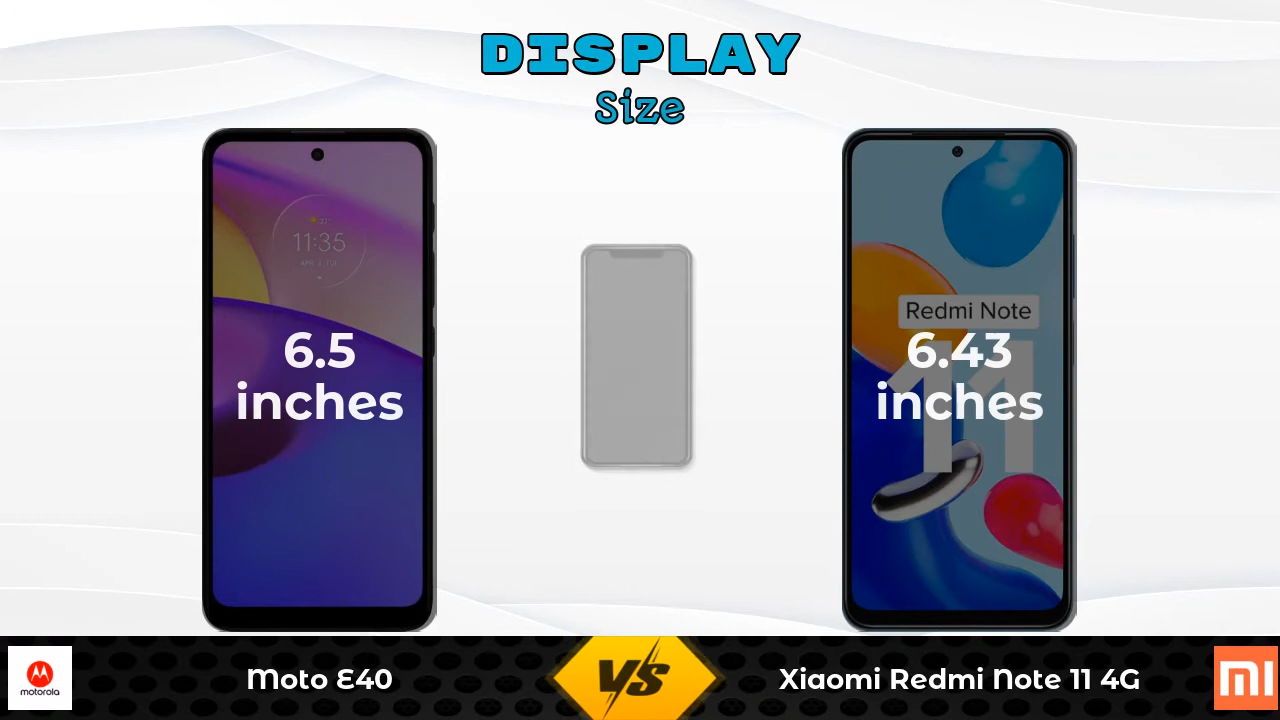 DISPLAY
Size
11:35
6.5
inches
Redmi Note
11
6.43
inches
motorola
Moto E40
VS
Xiaomi Redmi Note 11 4G
MI